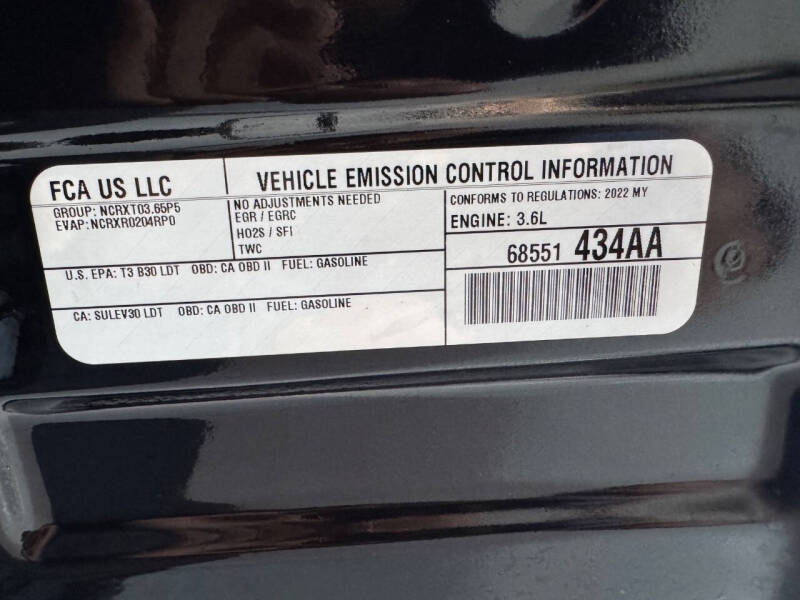 FCA US LLC
VEHICLE EMISSION CONTROL INFORMATION
GROUP: NCRXT03.65P5
EVAP:NCRXR0204RP0
NO ADJUSTMENTS NEEDED
EGR / EGRC
HO2S / SFI
TWC
CONFORMS TO REGULATIONS: 2022 MY
ENGINE: 3.6L
68551 434AA
U.S. EPA: T3 B30 LDT OBD: CA OBD II FUEL: GASOLINE
CA: SULEV30 LDT OBD: CA OBD II FUEL: GASOLINE